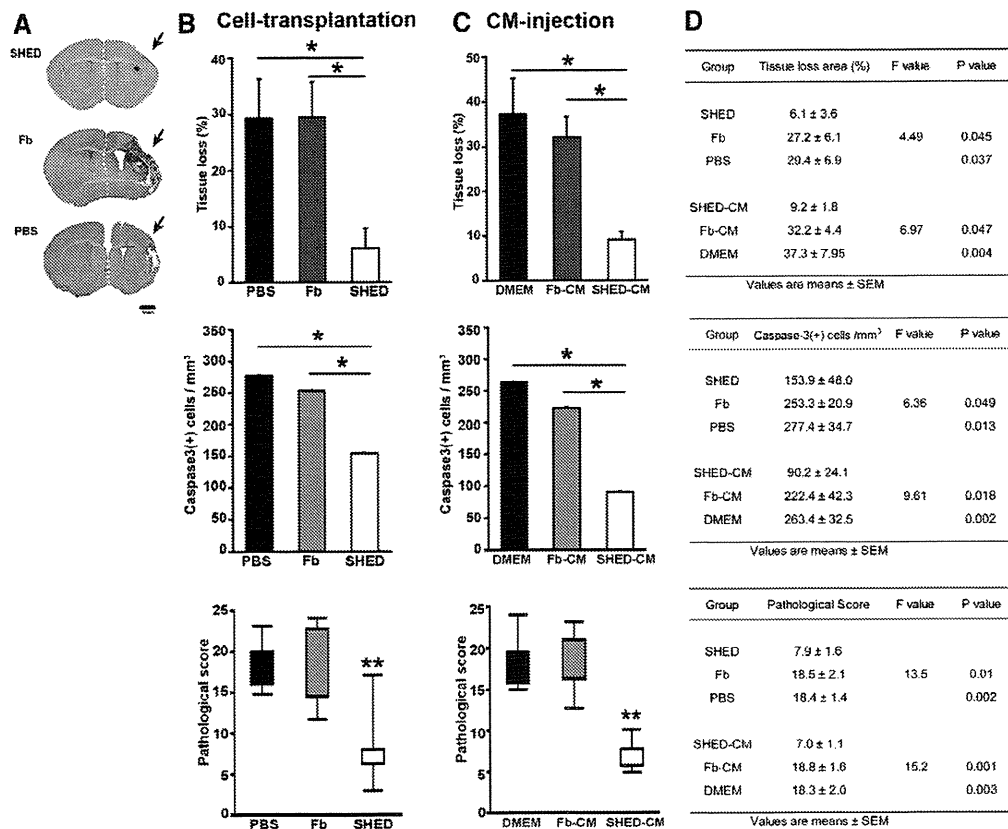 A
SHED
Fb
PBS
B Cell-transplantation
*
*
Tissue loss (%)
40
30
20
10
0
PBS Fb SHED
*
*
Caspase3(+) cells / mm³
350
300
250
200
150
100
50
0
PBS Fb SHED
**
Pathological score
25
20
15
10
5
0
PBS Fb SHED
C CM-injection
*
*
Tissue loss (%)
50
40
30
20
10
0
DMEM Fb-CM SHED-CM
*
*
Caspase3(+) cells / mm³
350
300
250
200
150
100
50
0
DMEM Fb-CM SHED-CM
**
Pathological score
25
20
15
10
5
0
DMEM Fb-CM SHED-CM
D
Group Tissue loss area (%) F value P value
SHED 6.1 ± 3.6
Fb 27.2 ± 6.1 4.49 0.045
PBS 29.4 ± 6.9 0.037
SHED-CM 9.2 ± 1.8
Fb-CM 32.2 ± 4.4 6.97 0.047
DMEM 37.3 ± 7.95 0.004
Values are means ± SEM
Group Caspase-3(+) cells /mm³ F value P value
SHED 153.9 ± 48.0
Fb 253.3 ± 20.9 6.36 0.049
PBS 277.4 ± 34.7 0.013
SHED-CM 90.2 ± 24.1
Fb-CM 222.4 ± 42.3 9.61 0.018
DMEM 263.4 ± 32.5 0.002
Values are means ± SEM
Group Pathological Score F value P value
SHED 7.9 ± 1.6
Fb 18.5 ± 2.1 13.5 0.01
PBS 18.4 ± 1.4 0.002
SHED-CM 7.0 ± 1.1
Fb-CM 18.8 ± 1.6 15.2 0.001
DMEM 18.3 ± 2.0 0.003
Values are means ± SEM